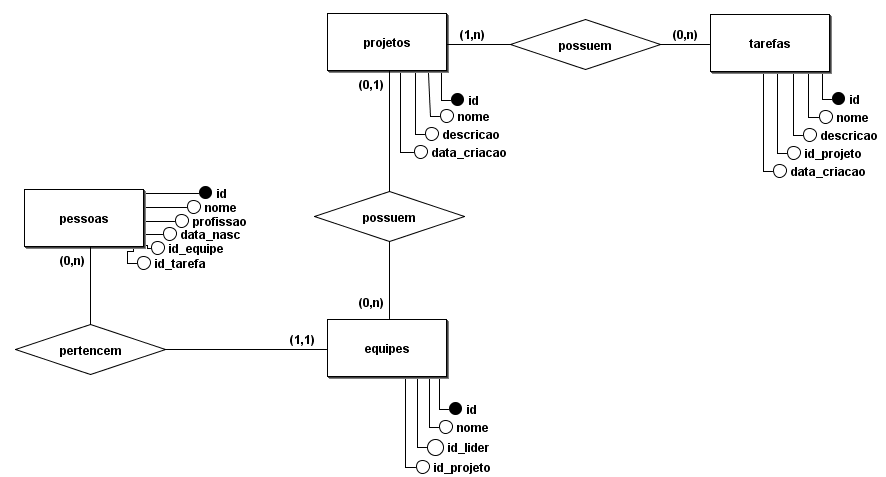 projetos
(1,n)
possuem
(0,n)
tarefas
(0,1)
id
nome
descricao
data_criacao
id
nome
descricao
id_projeto
data_criacao
pessoas
id
nome
profissao
data_nasc
id_equipe
id_tarefa
possuem
(0,n)
(0,n)
pertencem
(1,1)
equipes
id
nome
id_lider
id_projeto